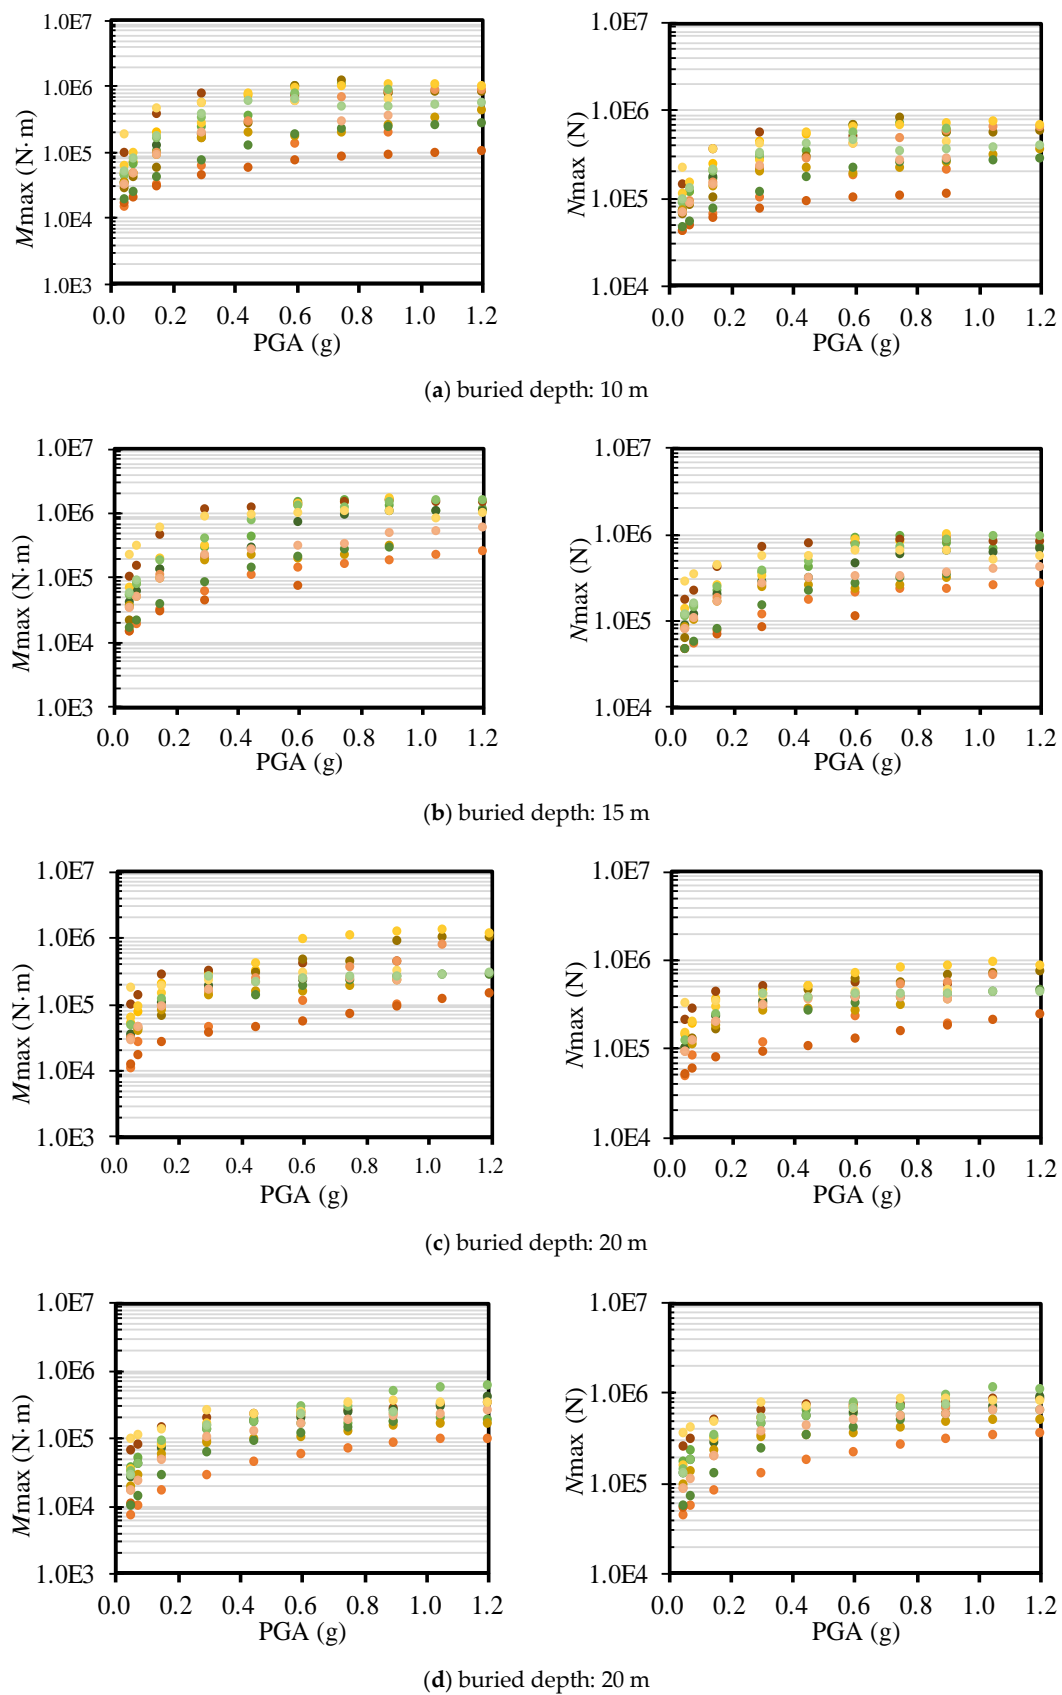 1.0E7
1.0E6
1.0E5
1.0E4
1.0E3
Mmax (N·m)
0.0 0.2 0.4 0.6 0.8 1.0 1.2
PGA (g)
1.0E7
1.0E6
1.0E5
1.0E4
Nmax (N)
0.0 0.2 0.4 0.6 0.8 1.0 1.2
PGA (g)
(a) buried depth: 10 m
1.0E7
1.0E6
1.0E5
1.0E4
1.0E3
Mmax (N·m)
0.0 0.2 0.4 0.6 0.8 1.0 1.2
PGA (g)
1.0E7
1.0E6
1.0E5
1.0E4
Nmax (N)
0.0 0.2 0.4 0.6 0.8 1.0 1.2
PGA (g)
(b) buried depth: 15 m
1.0E7
1.0E6
1.0E5
1.0E4
1.0E3
Mmax (N·m)
0.0 0.2 0.4 0.6 0.8 1.0 1.2
PGA (g)
1.0E7
1.0E6
1.0E5
1.0E4
Nmax (N)
0.0 0.2 0.4 0.6 0.8 1.0 1.2
PGA (g)
(c) buried depth: 20 m
1.0E7
1.0E6
1.0E5
1.0E4
1.0E3
Mmax (N·m)
0.0 0.2 0.4 0.6 0.8 1.0 1.2
PGA (g)
1.0E7
1.0E6
1.0E5
1.0E4
Nmax (N)
0.0 0.2 0.4 0.6 0.8 1.0 1.2
PGA (g)
(d) buried depth: 20 m